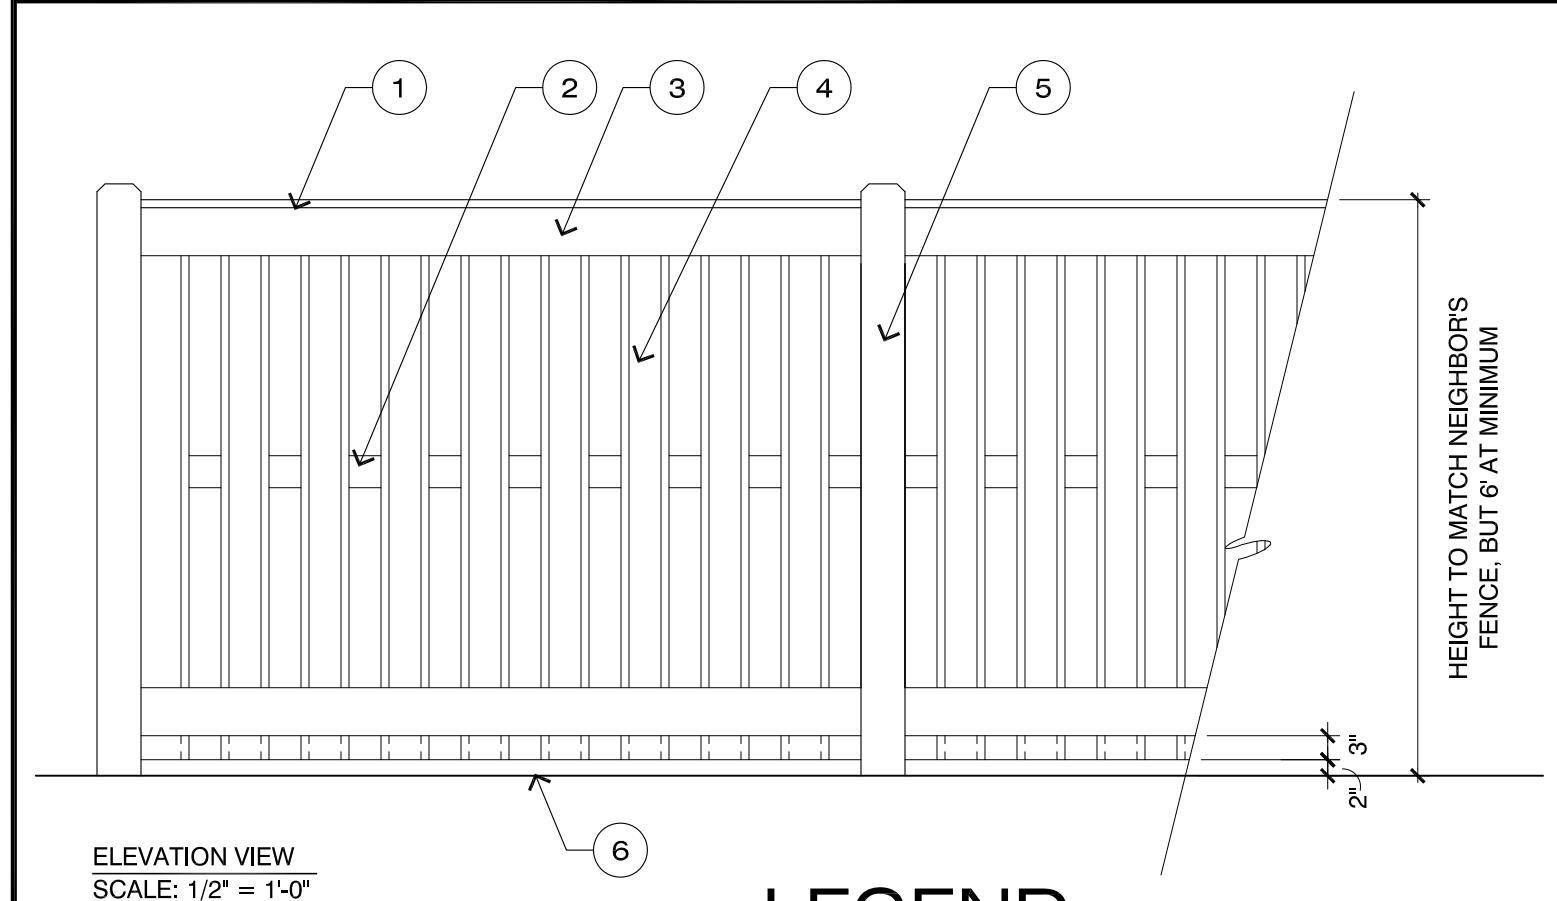 1
2
3
4
5
HEIGHT TO MATCH NEIGHBOR'S
FENCE, BUT 6' AT MINIMUM
3"
2"
6
ELEVATION VIEW
SCALE: 1/2" = 1'-0"
LEGEND